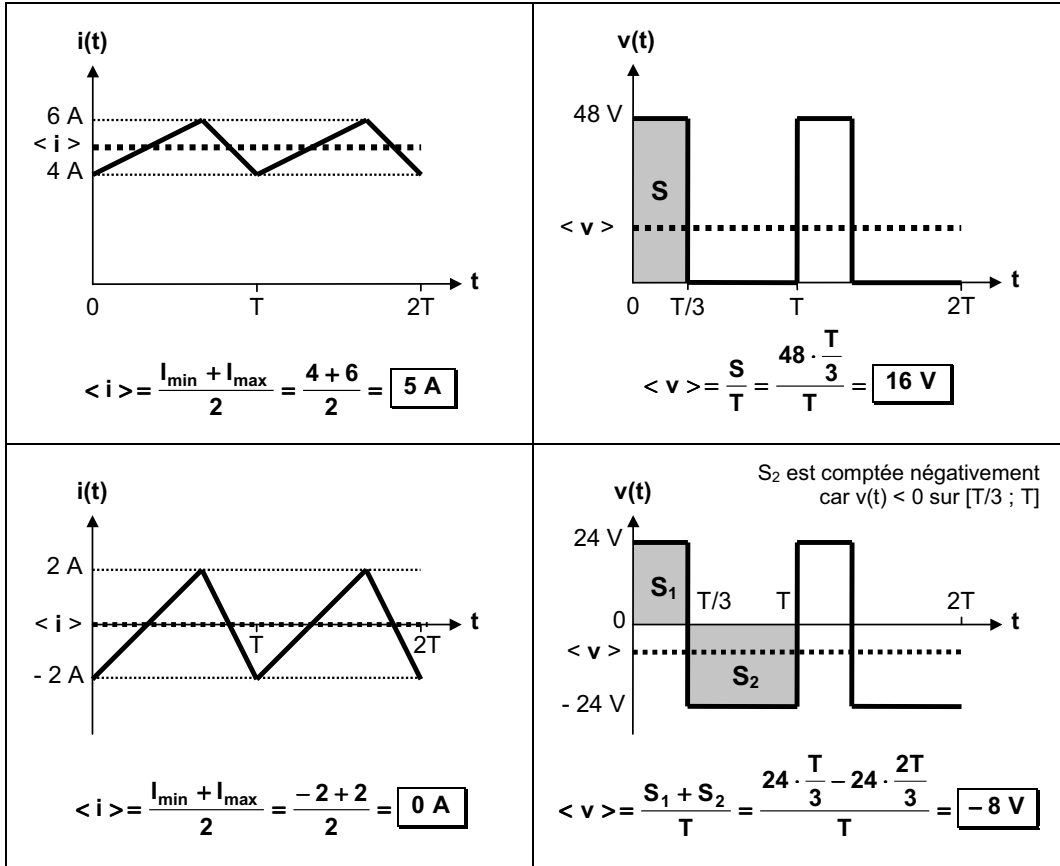 i(t)
6 A
< i >
4 A
0 T 2T t
< i >= (I_min + I_max)/2 = (4 + 6)/2 = 5 A
v(t)
48 V
S
< v >
0 T/3 T 2T t
< v >= S/T = (48 · T/3)/T = 16 V
i(t)
2 A
< i > T 2T t
- 2 A
< i >= (I_min + I_max)/2 = (− 2 + 2)/2 = 0 A
S₂ est comptée négativement
car v(t) < 0 sur [T/3 ; T]
v(t)
24 V
S₁ T/3 T 2T
0 t
< v >
S₂
- 24 V
< v >= (S₁ + S₂)/T = (24 · T/3 − 24 · 2T/3)/T = − 8 V